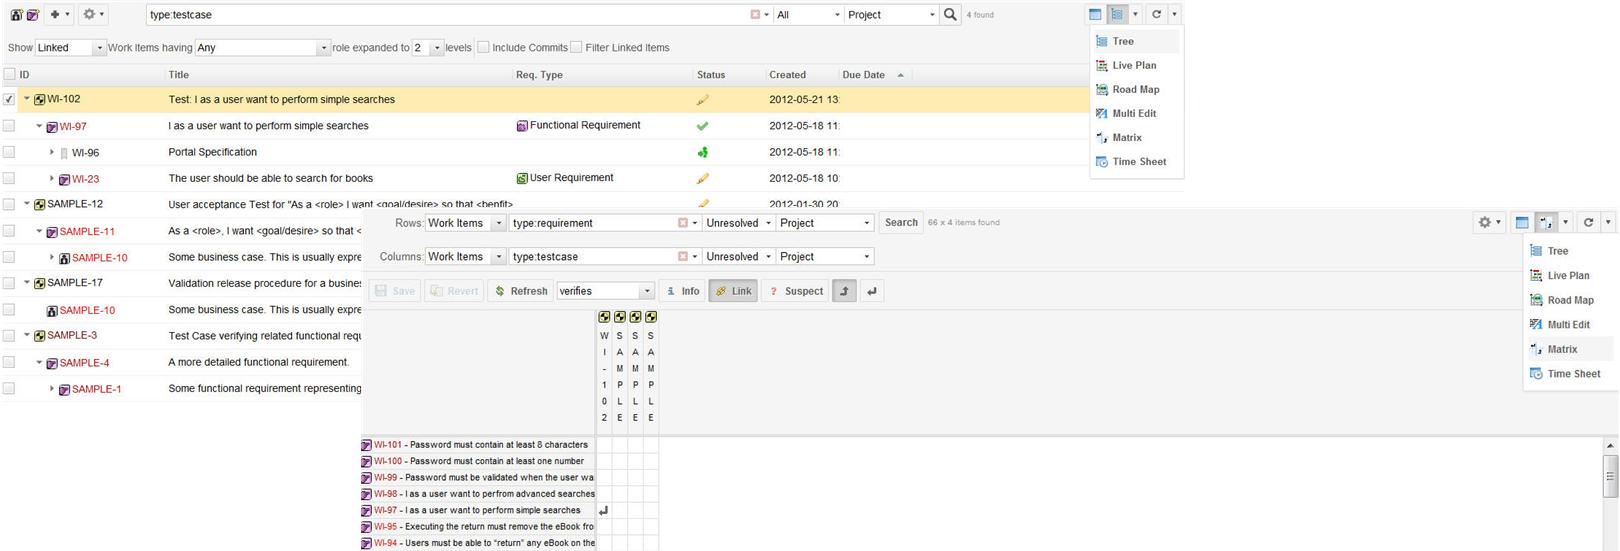 type:testcase All Project 4 found
Show Linked Work Items having Any role expanded to 2 levels Include Commits Filter Linked Items
ID Title Req. Type Status Created Due Date
WI-102 Test: I as a user want to perform simple searches 2012-05-21 13:
WI-97 I as a user want to perform simple searches Functional Requirement 2012-05-18 11:
WI-96 Portal Specification 2012-05-18 11:
WI-23 The user should be able to search for books User Requirement 2012-05-18 10:
SAMPLE-12 User acceptance Test for "As a <role> I want <goal/desire> so that <benfit> 2012-01-30 20:
SAMPLE-11 As a <role>, I want <goal/desire> so that <
SAMPLE-10 Some business case. This is usually expre
SAMPLE-17 Validation release procedure for a busines
SAMPLE-10 Some business case. This is usually expre
SAMPLE-3 Test Case verifying related functional requ
SAMPLE-4 A more detailed functional requirement.
SAMPLE-1 Some functional requirement representing
Tree
Live Plan
Road Map
Multi Edit
Matrix
Time Sheet
Rows: Work Items type:requirement Unresolved Project Search 66 x 4 items found
Columns: Work Items type:testcase Unresolved Project
Save Revert Refresh verifies Info Link ? Suspect
Tree
Live Plan
Road Map
Multi Edit
Matrix
Time Sheet
WI-102
SAMPLE
SAMPLE
SAMPLE
WI-101 - Password must contain at least 8 characters
WI-100 - Password must contain at least one number
WI-99 - Password must be validated when the user wa
WI-98 - I as a user want to perfrom advanced searches
WI-97 - I as a user want to perform simple searches
WI-95 - Executing the return must remove the eBook fro
WI-94 - Users must be able to "return" any eBook on the